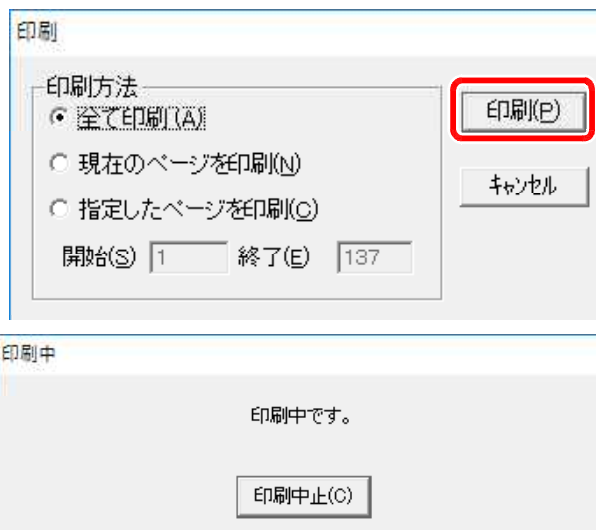 印刷
印刷方法
全て印刷(A)
印刷(P)
現在のページを印刷(N)
キャンセル
指定したページを印刷(C)
開始(S) 1 終了(E) 137
印刷中
印刷中です。
印刷中止(C)